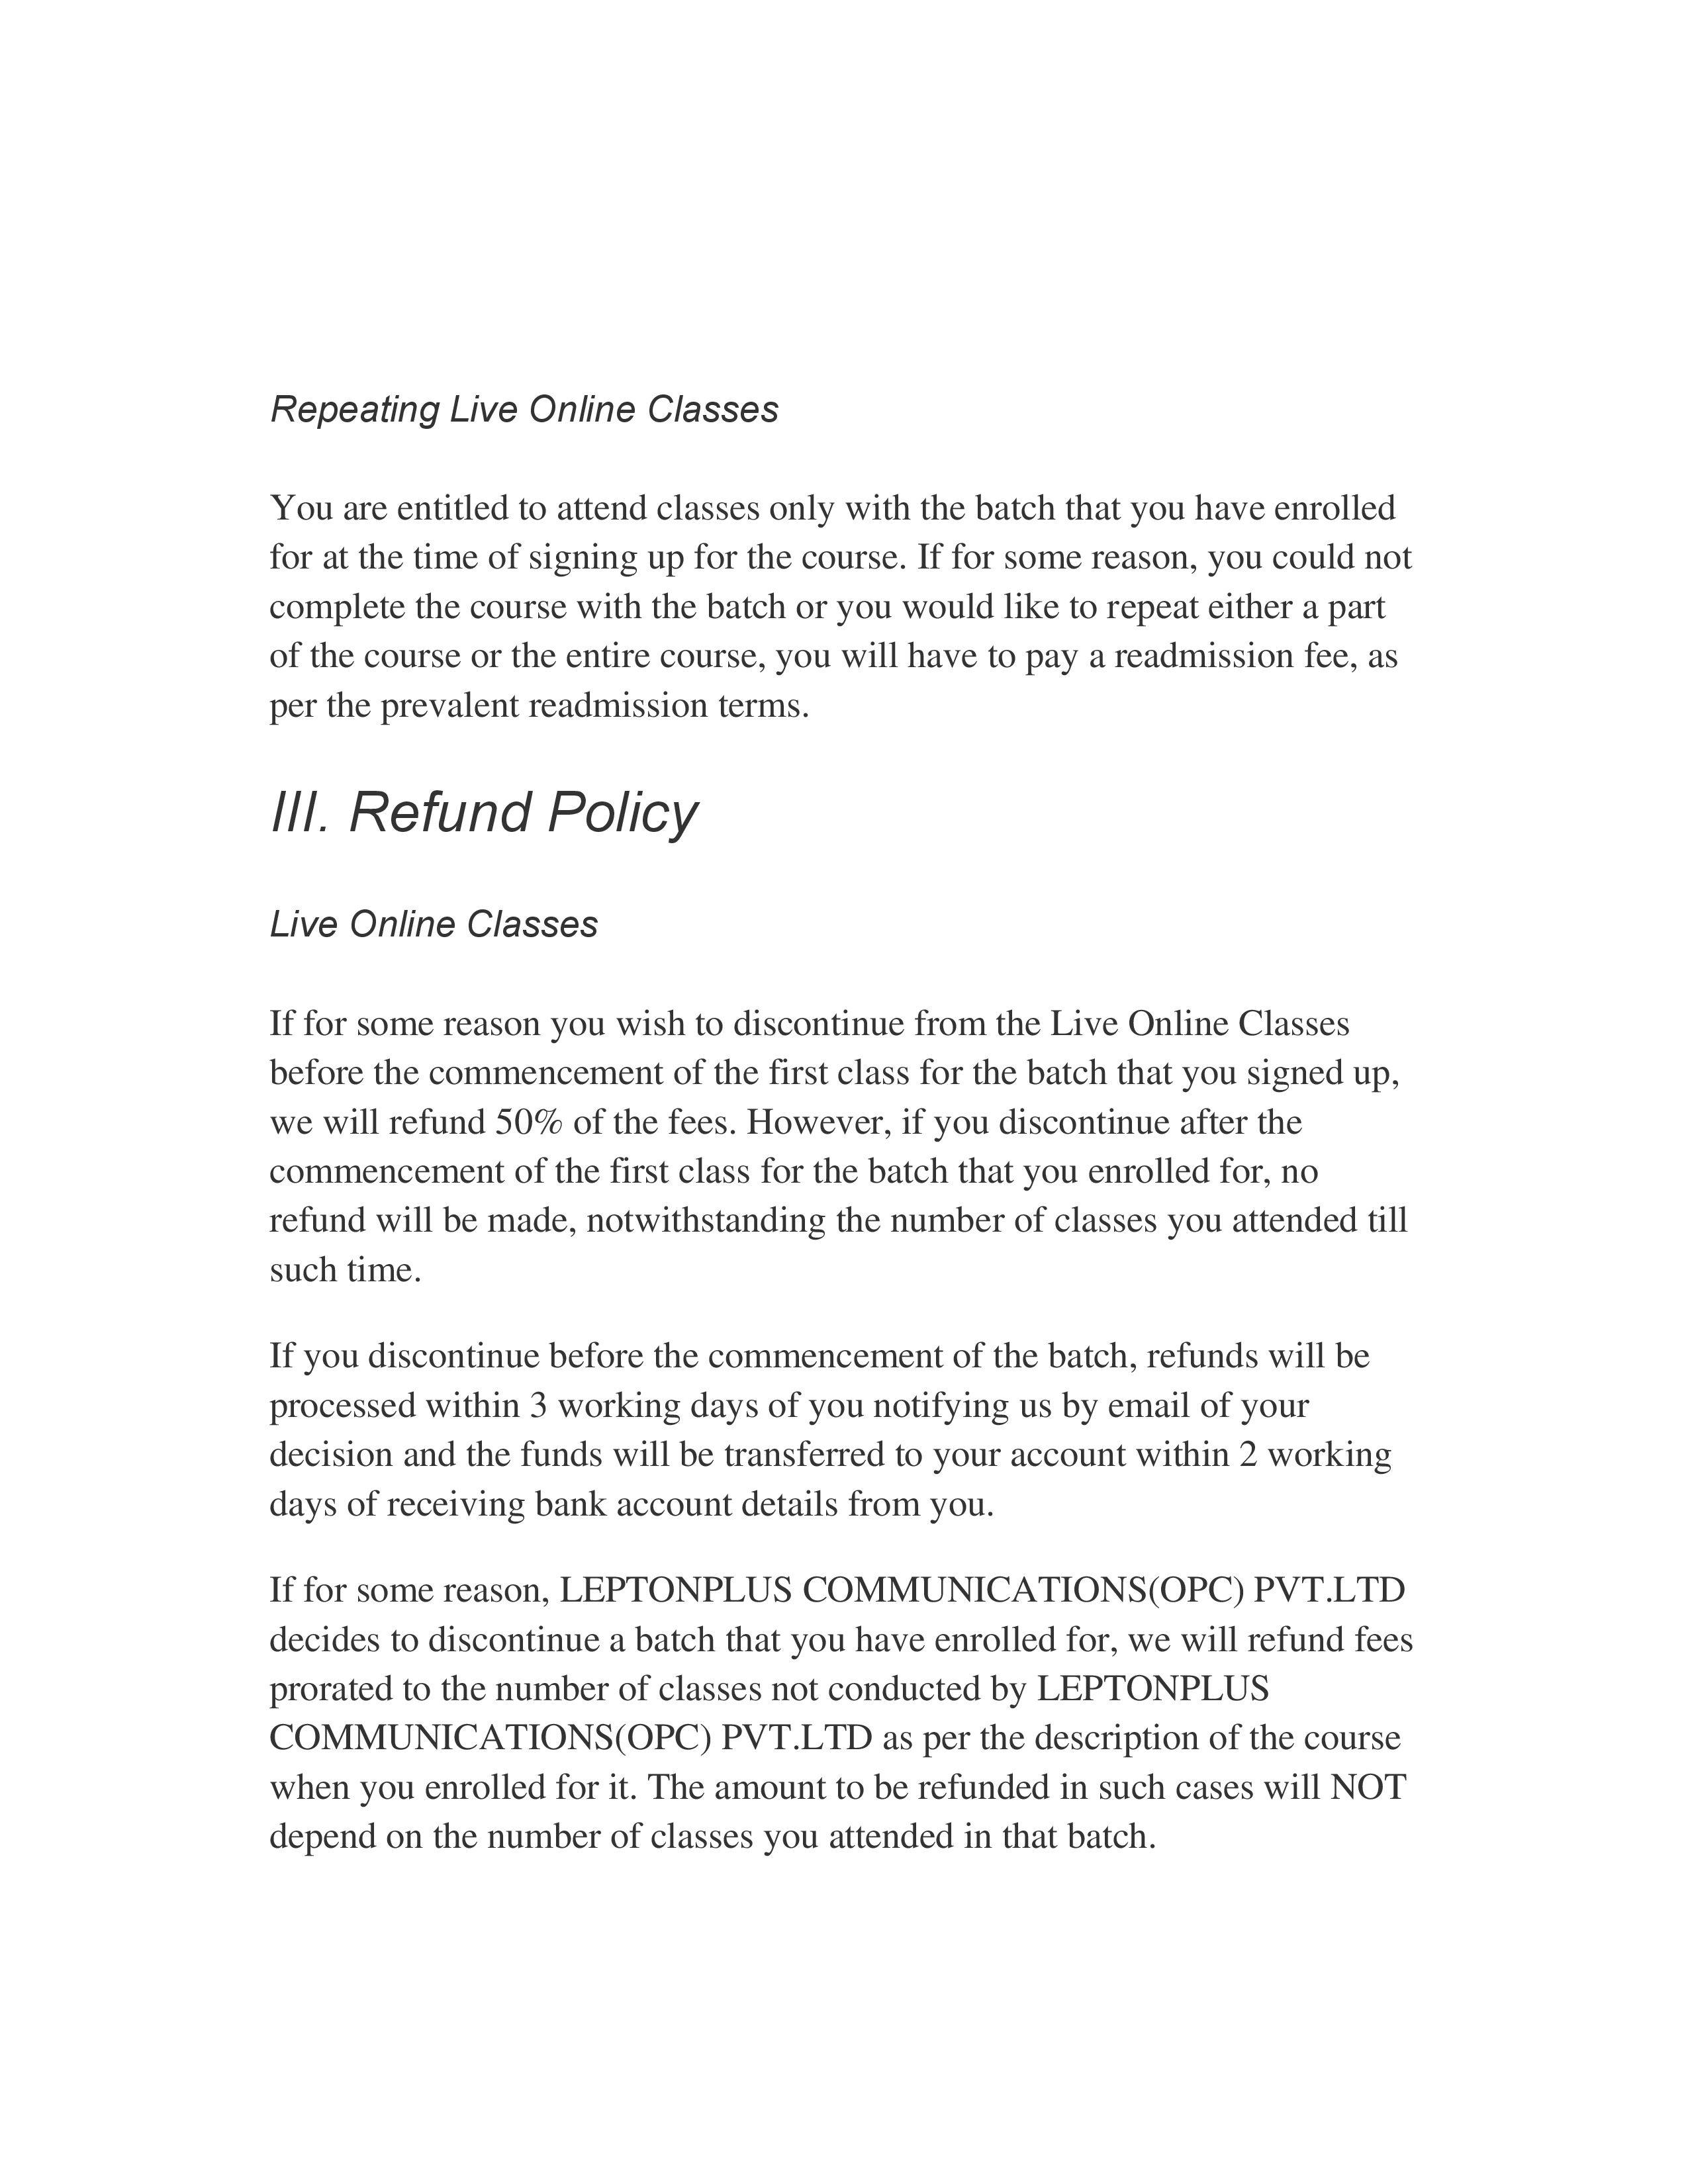 Repeating Live Online Classes
You are entitled to attend classes only with the batch that you have enrolled
for at the time of signing up for the course. If for some reason, you could not
complete the course with the batch or you would like to repeat either a part
of the course or the entire course, you will have to pay a readmission fee, as
per the prevalent readmission terms.
III. Refund Policy
Live Online Classes
If for some reason you wish to discontinue from the Live Online Classes
before the commencement of the first class for the batch that you signed up,
we will refund 50% of the fees. However, if you discontinue after the
commencement of the first class for the batch that you enrolled for, no
refund will be made, notwithstanding the number of classes you attended till
such time.
If you discontinue before the commencement of the batch, refunds will be
processed within 3 working days of you notifying us by email of your
decision and the funds will be transferred to your account within 2 working
days of receiving bank account details from you.
If for some reason, LEPTONPLUS COMMUNICATIONS(OPC) PVT.LTD
decides to discontinue a batch that you have enrolled for, we will refund fees
prorated to the number of classes not conducted by LEPTONPLUS
COMMUNICATIONS(OPC) PVT.LTD as per the description of the course
when you enrolled for it. The amount to be refunded in such cases will NOT
depend on the number of classes you attended in that batch.